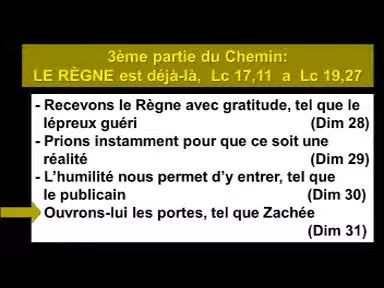 3ème partie du Chemin:
LE RÈGNE est déjà-là, Lc 17,11 a Lc 19,27
- Recevons le Règne avec gratitude, tel que le
lépreux guéri (Dim 28)
- Prions instamment pour que ce soit une
réalité (Dim 29)
- L'humilité nous permet d'y entrer, tel que
le publicain (Dim 30)
Ouvrons-lui les portes, tel que Zachée
(Dim 31)